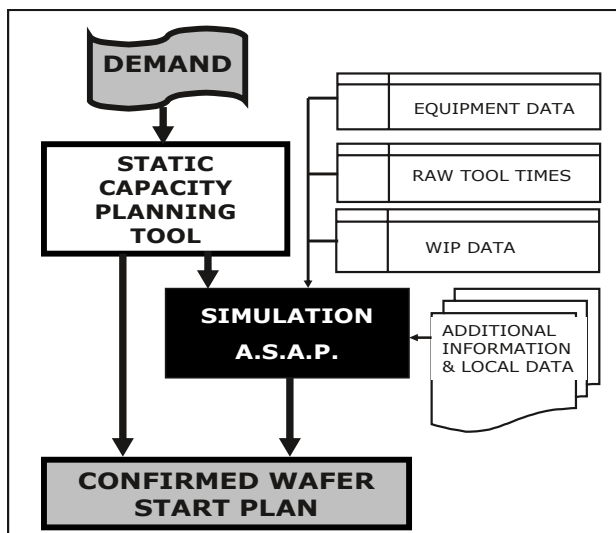 DEMAND
STATIC
CAPACITY
PLANNING
TOOL
EQUIPMENT DATA
RAW TOOL TIMES
WIP DATA
SIMULATION
A.S.A.P.
ADDITIONAL
INFORMATION
& LOCAL DATA
CONFIRMED WAFER
START PLAN